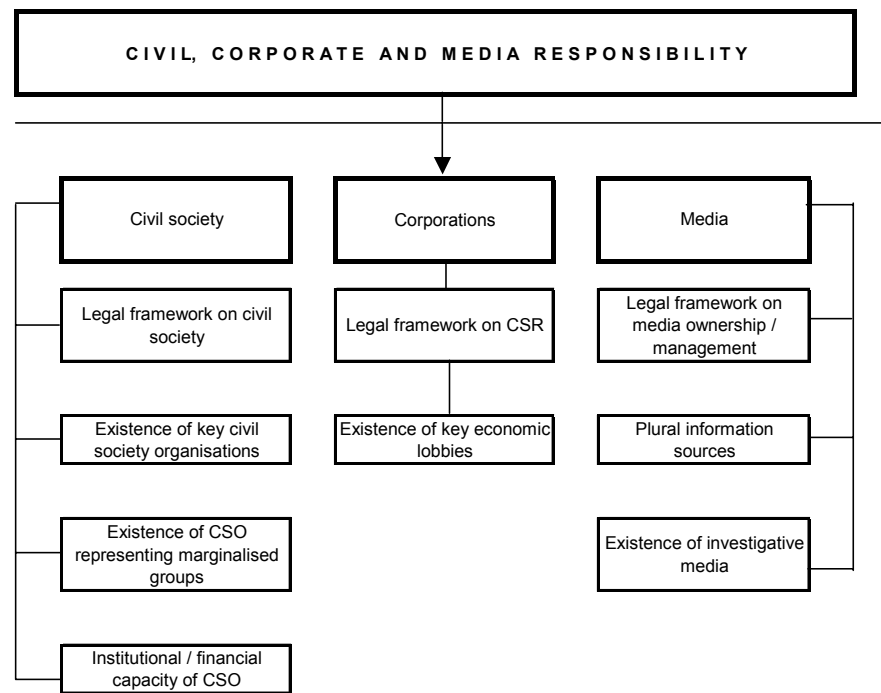 CIVIL, CORPORATE AND MEDIA RESPONSIBILITY
Civil society
Corporations
Media
Legal framework on civil
society
Legal framework on CSR
Legal framework on
media ownership /
management
Existence of key civil
society organisations
Existence of key economic
lobbies
Plural information
sources
Existence of CSO
representing marginalised
groups
Existence of investigative
media
Institutional / financial
capacity of CSO